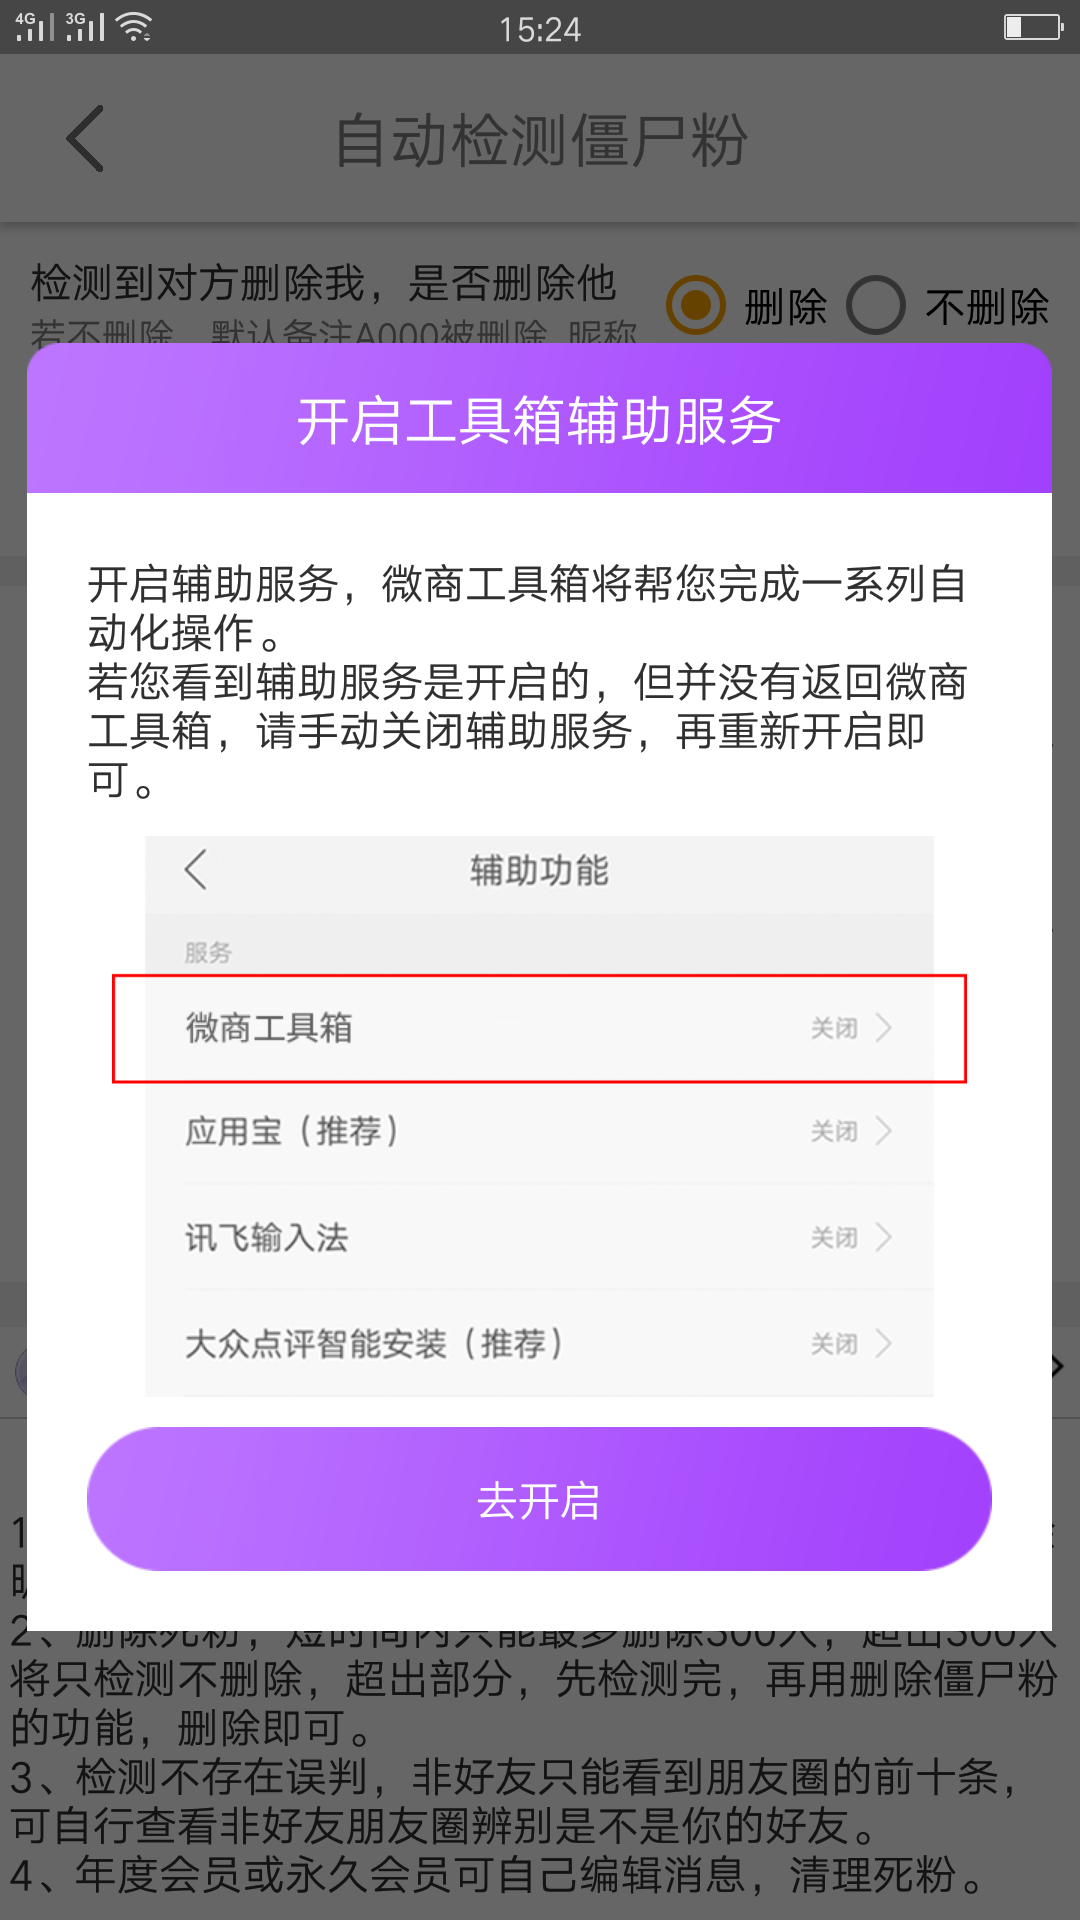 4G 3G 15:24
自动检测僵尸粉
检测到对方删除我，是否删除他
删除 不删除
若不删除，默认备注A000被删除_昵称
开启工具箱辅助服务
开启辅助服务，微商工具箱将帮您完成一系列自
动化操作。
若您看到辅助服务是开启的，但并没有返回微商
工具箱，请手动关闭辅助服务，再重新开启即
可。
辅助功能
服务
微商工具箱 关闭
应用宝（推荐） 关闭
讯飞输入法 关闭
大众点评智能安装（推荐） 关闭
去开启
1
2、删除死粉，短时间内只能最多删除300人，超出300人
将只检测不删除，超出部分，先检测完，再用删除僵尸粉
的功能，删除即可。
3、检测不存在误判，非好友只能看到朋友圈的前十条，
可自行查看非好友朋友圈辨别是不是你的好友。
4、年度会员或永久会员可自己编辑消息，清理死粉。